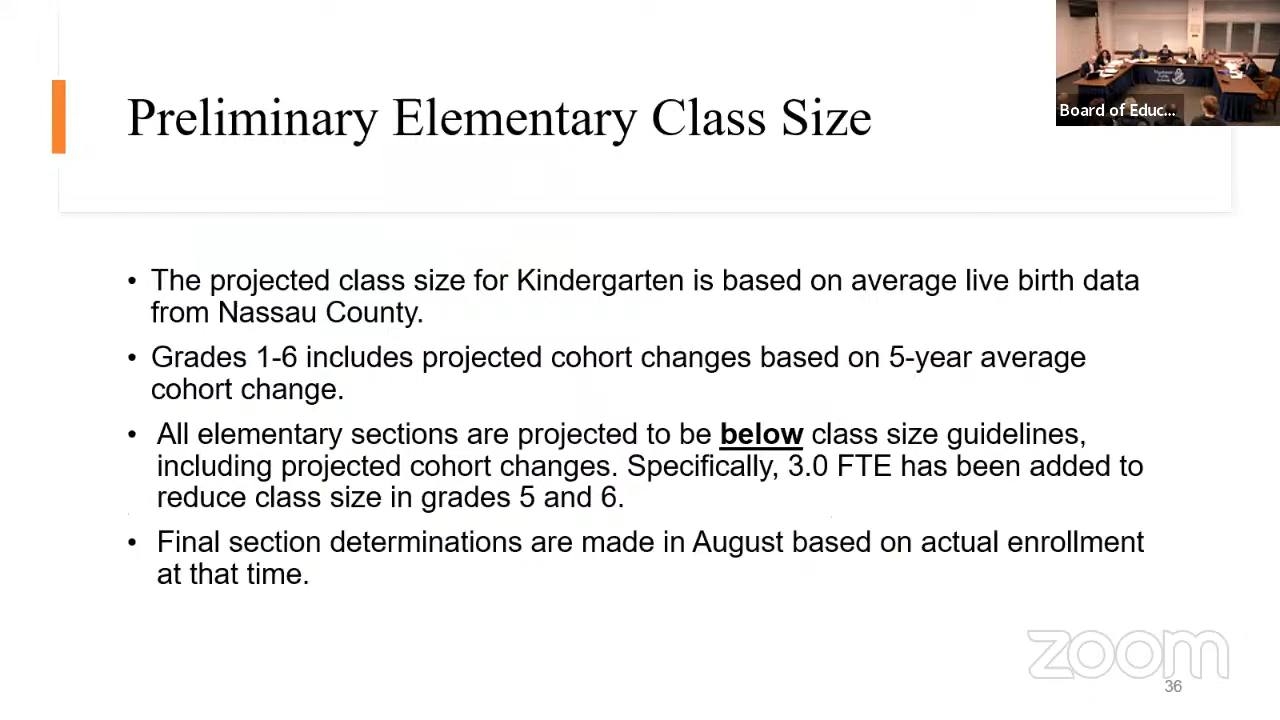 Board of Educ...
Preliminary Elementary Class Size
• The projected class size for Kindergarten is based on average live birth data
from Nassau County.
• Grades 1-6 includes projected cohort changes based on 5-year average
cohort change.
• All elementary sections are projected to be below class size guidelines,
including projected cohort changes. Specifically, 3.0 FTE has been added to
reduce class size in grades 5 and 6.
• Final section determinations are made in August based on actual enrollment
at that time.
zoom
36